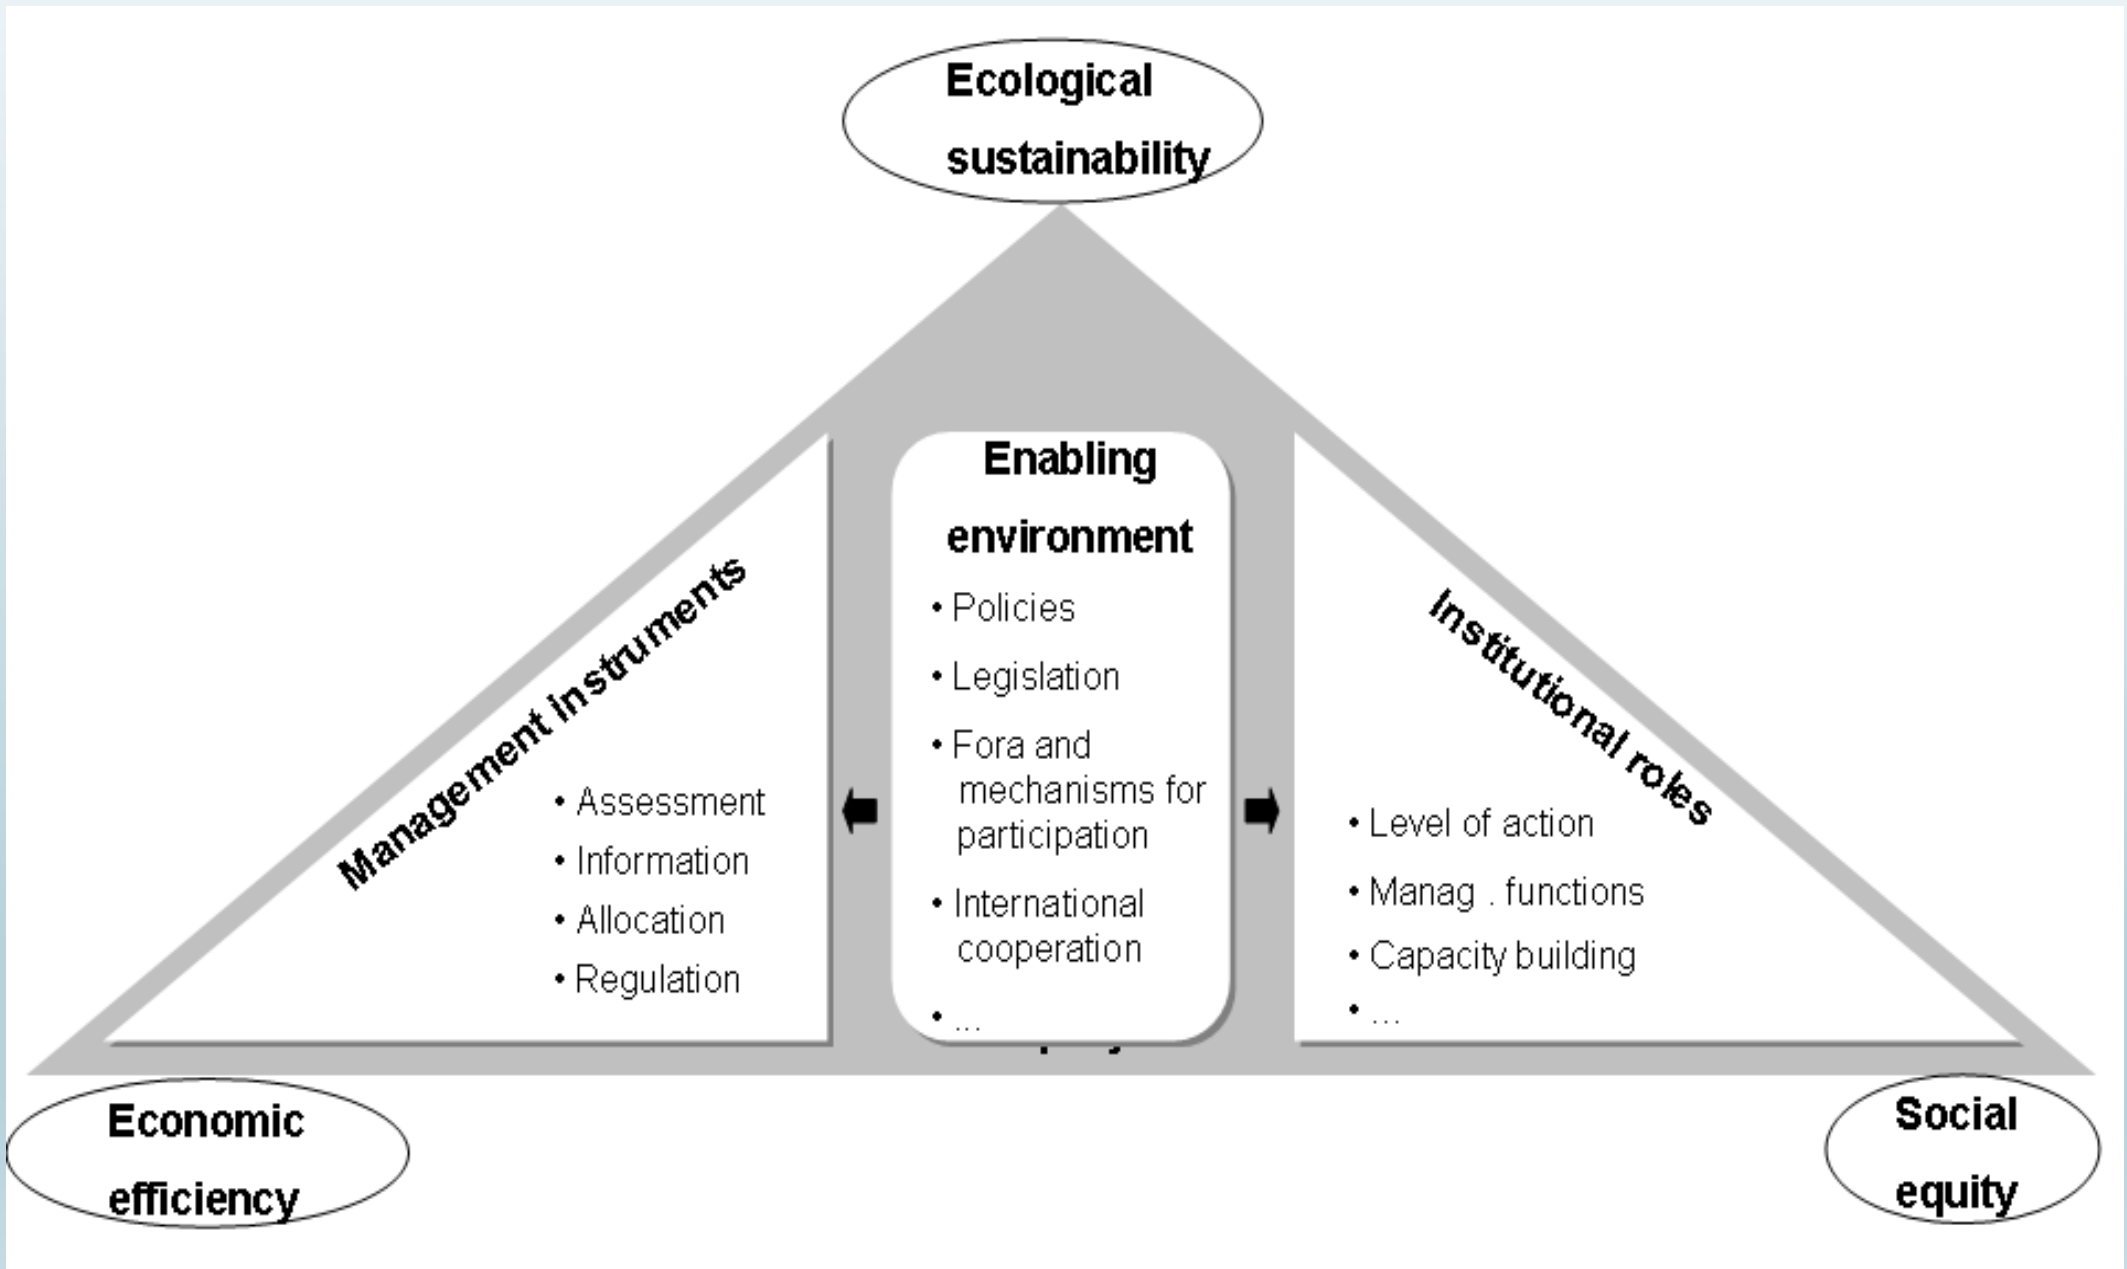 Ecological
sustainability
Enabling
environment
• Policies
• Legislation
• Fora and
mechanisms for
participation
• International
cooperation
• ...
Management instruments
• Assessment
• Information
• Allocation
• Regulation
Institutional roles
• Level of action
• Manag . functions
• Capacity building
• ...
Economic
efficiency
Social
equity